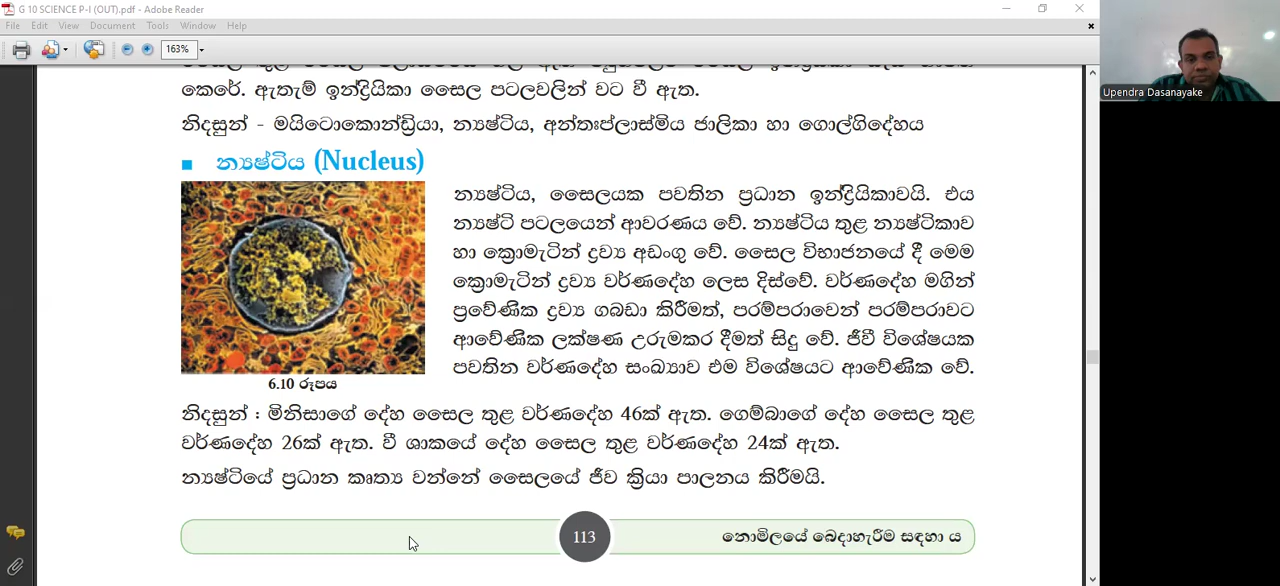 G 10 SCIENCE P-I (OUT).pdf - Adobe Reader
File Edit View Document Tools Window Help
163%
Upendra Dasanayake
කෙරේ. ඇතැම් ඉන්ද්‍රියිකා සෛල පටලවලින් වට වී ඇත.
නිදසුන් - මයිටොකොන්ඩ්‍රියා, න්‍යෂ්ටිය, අන්තඃප්ලාස්මිය ජාලිකා හා ගොල්ගිදේහය
න්‍යෂ්ටිය (Nucleus)
න්‍යෂ්ටිය, සෛලයක පවතින ප්‍රධාන ඉන්ද්‍රියිකාවයි. එය
න්‍යෂ්ටි පටලයෙන් ආවරණය වේ. න්‍යෂ්ටිය තුළ න්‍යෂ්ටිකාව
හා ක්‍රොමැටින් ද්‍රව්‍ය අඩංගු වේ. සෛල විභාජනයේ දී මෙම
ක්‍රොමැටින් ද්‍රව්‍ය වර්ණදේහ ලෙස දිස්වේ. වර්ණදේහ මගින්
ප්‍රවේණික ද්‍රව්‍ය ගබඩා කිරීමත්, පරම්පරාවෙන් පරම්පරාවට
ආවේණික ලක්ෂණ උරුමකර දීමත් සිදු වේ. ජීවී විශේෂයක
පවතින වර්ණදේහ සංඛ්‍යාව එම විශේෂයට ආවේණික වේ.
6.10 රූපය
නිදසුන් : මිනිසාගේ දේහ සෛල තුළ වර්ණදේහ 46ක් ඇත. ගෙම්බාගේ දේහ සෛල තුළ
වර්ණදේහ 26ක් ඇත. වී ශාකයේ දේහ සෛල තුළ වර්ණදේහ 24ක් ඇත.
න්‍යෂ්ටියේ ප්‍රධාන කෘත්‍ය වන්නේ සෛලයේ ජීව ක්‍රියා පාලනය කිරීමයි.
113
නොමිලයේ බෙදාහැරීම සඳහා ය